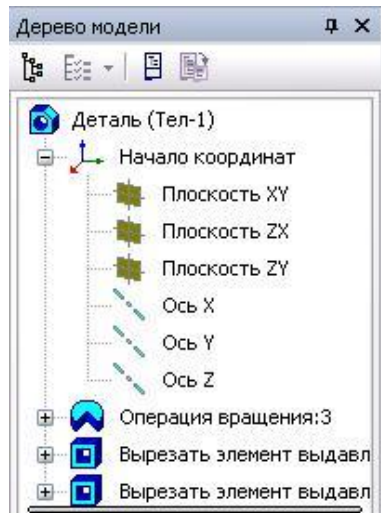 Дерево модели
Деталь (Тел-1)
Начало координат
Плоскость XY
Плоскость ZX
Плоскость ZY
Ось X
Ось Y
Ось Z
Операция вращения:3
Вырезать элемент выдавл
Вырезать элемент выдавл